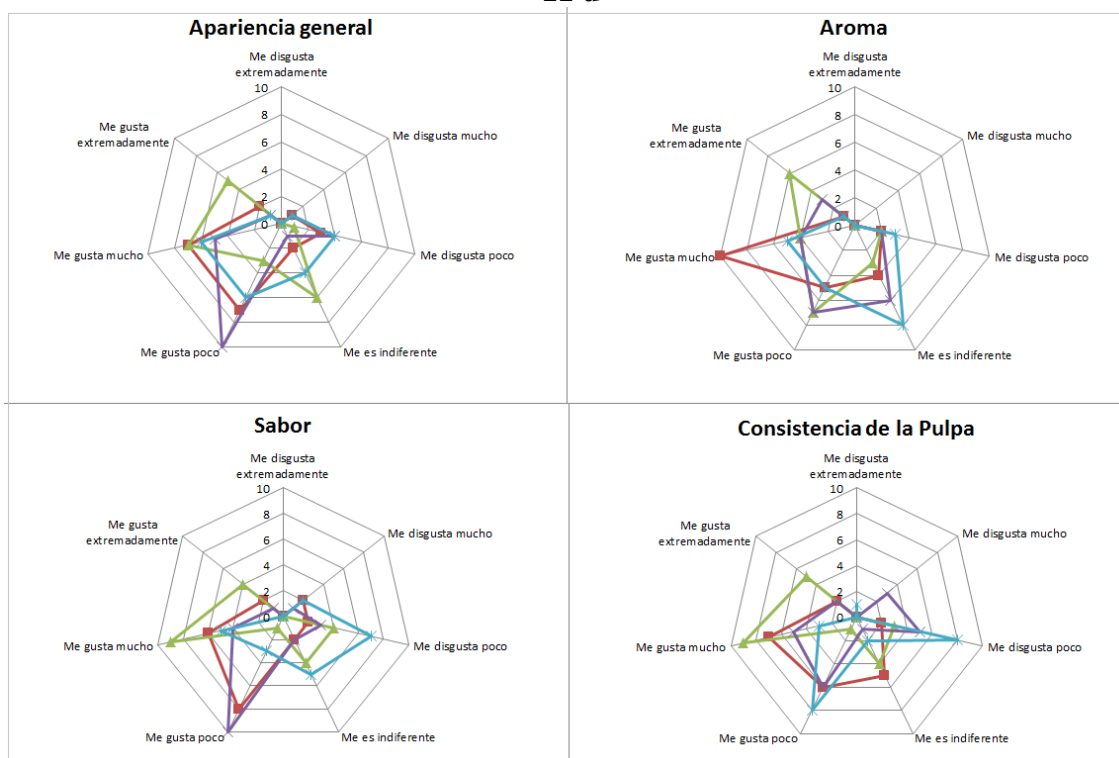 Apariencia general
Me disgusta
extremadamente
10
8
6
4
2
0
Me disgusta mucho
Me disgusta poco
Me es indiferente
Me gusta poco
Me gusta mucho
Me gusta
extremadamente
Aroma
Me disgusta
extremadamente
10
8
6
4
2
0
Me disgusta mucho
Me disgusta poco
Me es indiferente
Me gusta poco
Me gusta mucho
Me gusta
extremadamente
Sabor
Me disgusta
extremadamente
10
8
6
4
2
0
Me disgusta mucho
Me disgusta poco
Me es indiferente
Me gusta poco
Me gusta mucho
Me gusta
extremadamente
Consistencia de la Pulpa
Me disgusta
extremadamente
10
8
6
4
2
0
Me disgusta mucho
Me disgusta poco
Me es indiferente
Me gusta poco
Me gusta mucho
Me gusta
extremadamente